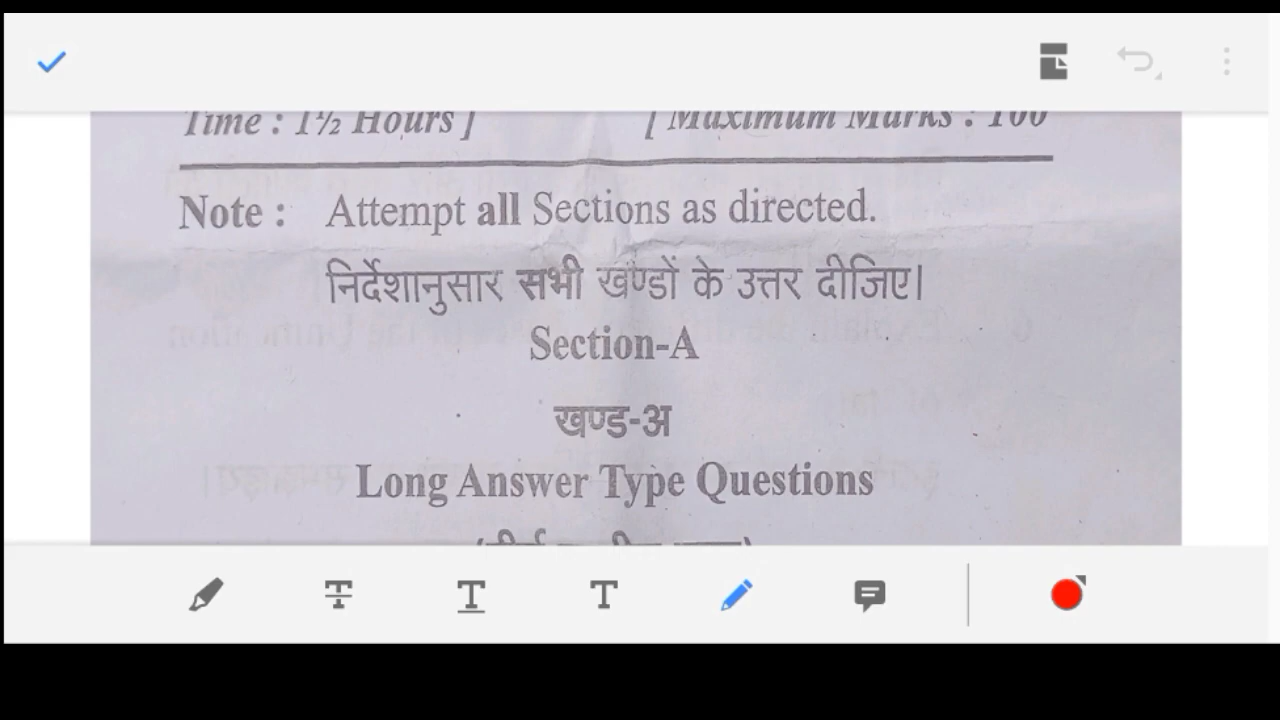 Time : 1½ Hours ] [ Maximum Marks : 100
Note : Attempt all Sections as directed.
निर्देशानुसार सभी खण्डों के उत्तर दीजिए।
Section-A
खण्ड-अ
Long Answer Type Questions